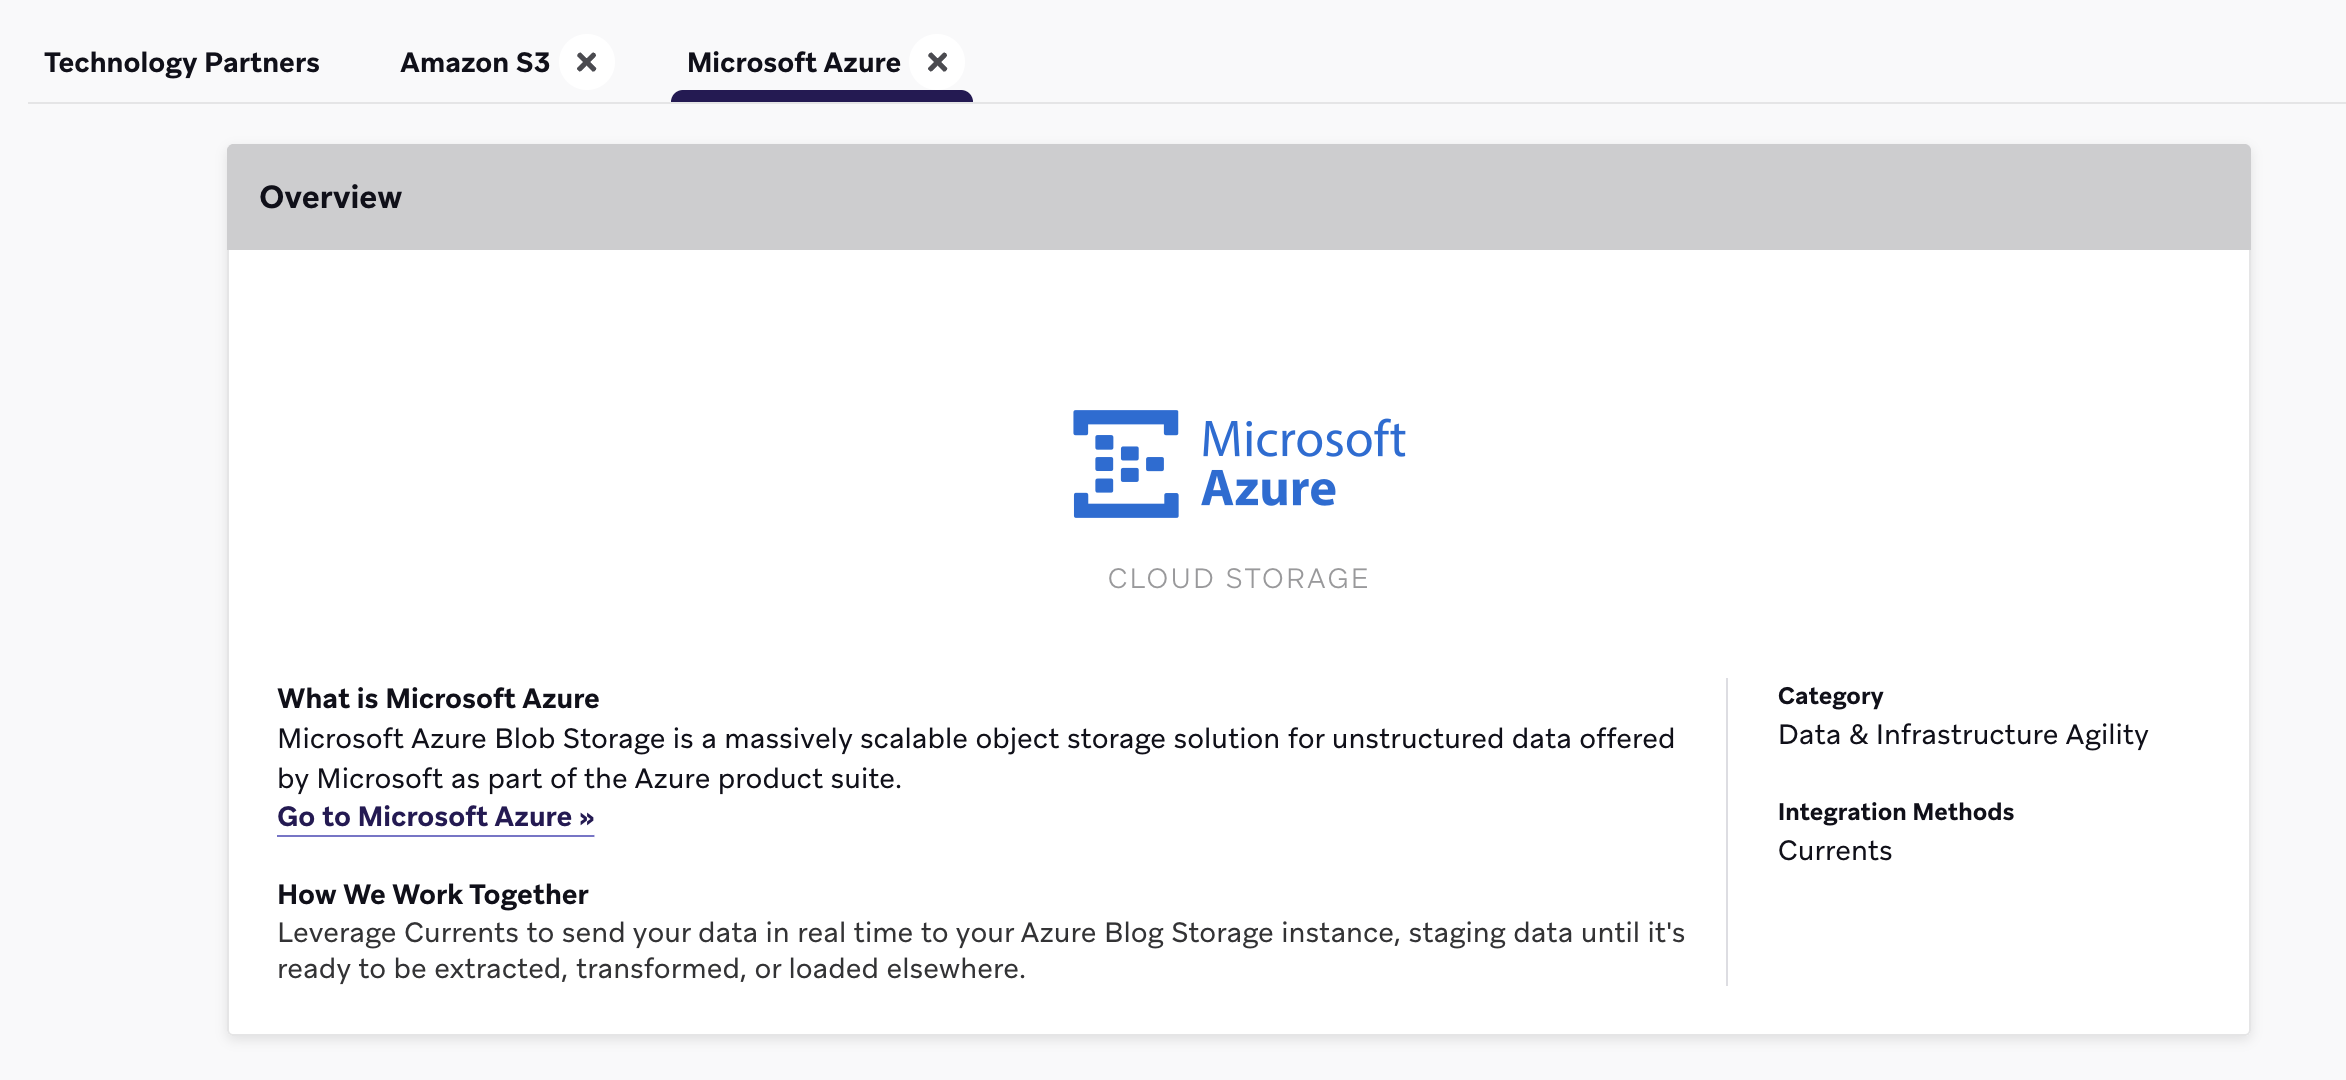 Technology Partners
Amazon S3
Microsoft Azure
Overview
Microsoft
Azure
CLOUD STORAGE
What is Microsoft Azure
Microsoft Azure Blob Storage is a massively scalable object storage solution for unstructured data offered
by Microsoft as part of the Azure product suite.
Go to Microsoft Azure »
How We Work Together
Leverage Currents to send your data in real time to your Azure Blog Storage instance, staging data until it's
ready to be extracted, transformed, or loaded elsewhere.
Category
Data & Infrastructure Agility
Integration Methods
Currents